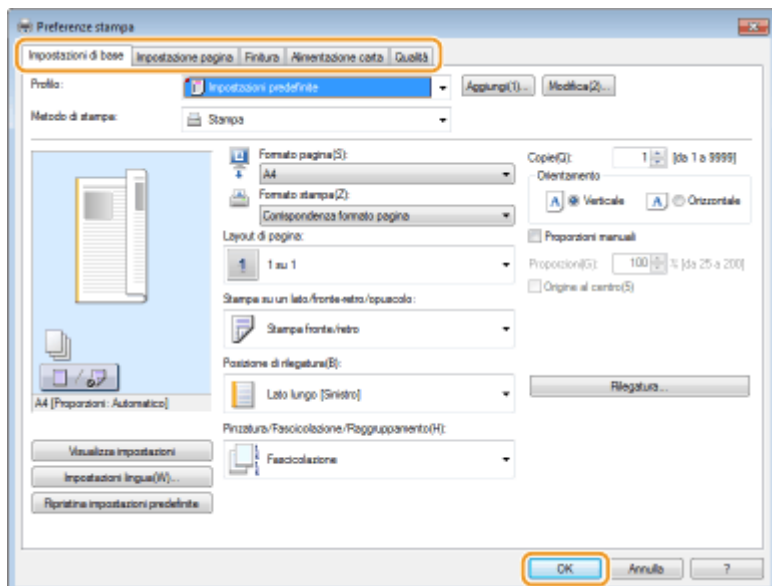 Preferenze stampa
Impostazioni di base Impostazione pagina Finitura Alimentazione carta Qualità
Profilo: Impostazioni predefinite Aggiungi(1)... Modifica(2)...
Metodo di stampa: Stampa
Formato pagina(S):
A4
Formato stampa(Z):
Corrispondenza formato pagina
Layout di pagina:
1 1 su 1
Stampa su un lato/fronte-retro/opuscolo:
Stampa fronte/retro
Posizione di rilegatura(B):
Lato lungo [Sinistro]
Pinzatura/Fascicolazione/Raggruppamento(H):
Fascicolazione
Copie(Q): 1 [da 1 a 9999]
Orientamento
A Verticale A Orizzontale
Proporzioni manuali
Proporzioni(G): 100 % [da 25 a 200]
Origine al centro(5)
Rilegatura...
A4 [Proporzioni: Automatico]
Visualizza impostazioni
Impostazioni lingua(W)...
Ripristina impostazioni predefinite
OK Annulla ?